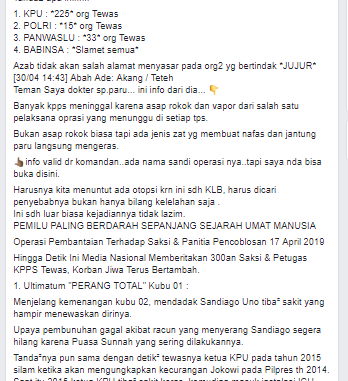 1. KPU : *225* org Tewas
2. POLRI : *15* org Tewas
3. PANWASLU : *33* org Tewas
4. BABINSA : *Slamet semua*
Azab tidak akan salah alamat menyasar pada org2 yg bertindak *JUJUR*
[30/04 14:43] Abah Ade: Akang / Teteh
Teman Saya dokter sp.paru... ini info dari dia... 👇
Banyak kpps meninggal karena asap rokok dan vapor dari salah satu
pelaksana oprasi yang menunggu di setiap tps.
Bukan asap rokok biasa tapi ada jenis zat yg membuat nafas dan jantung
paru langsung mengeras.
👆🏿info valid dr komandan..ada nama sandi operasi nya..tapi saya nda bisa
buka disini.
Harusnya kita menuntut ada otopsi krn ini sdh KLB, harus dicari
penyebabnya bukan hanya bilang kelelahan saja .
Ini sdh luar biasa kejadiannya tidak lazim.
PEMILU PALING BERDARAH SEPANJANG SEJARAH UMAT MANUSIA
Operasi Pembantaian Terhadap Saksi & Panitia Pencoblosan 17 April 2019
Hingga Detik Ini Media Nasional Memberitakan 300an Saksi & Petugas
KPPS Tewas, Korban Jiwa Terus Bertambah.
1. Ultimatum "PERANG TOTAL" Kubu 01 :
Menjelang kemenangan kubu 02, mendadak Sandiago Uno tiba² sakit yang
hampir menewaskan dirinya.
Upaya pembunuhan gagal akibat racun yang menyerang Sandiago segera
hilang karena Puasa Sunnah yang sering dilakukannya.
Tanda²nya pun sama dengan detik² tewasnya ketua KPU pada tahun 2015
silam ketika akan mengungkapkan kecurangan Jokowi pada Pilpres th 2014.